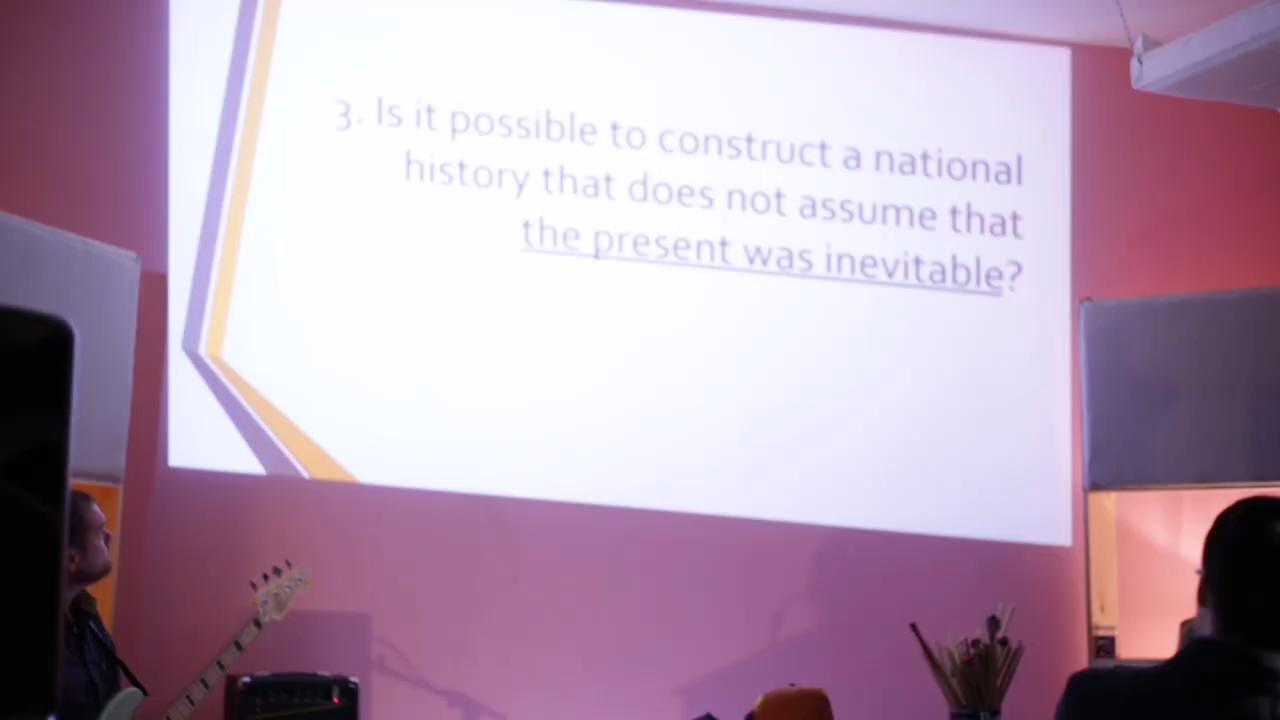 3. Is it possible to construct a national
history that does not assume that
the present was inevitable?